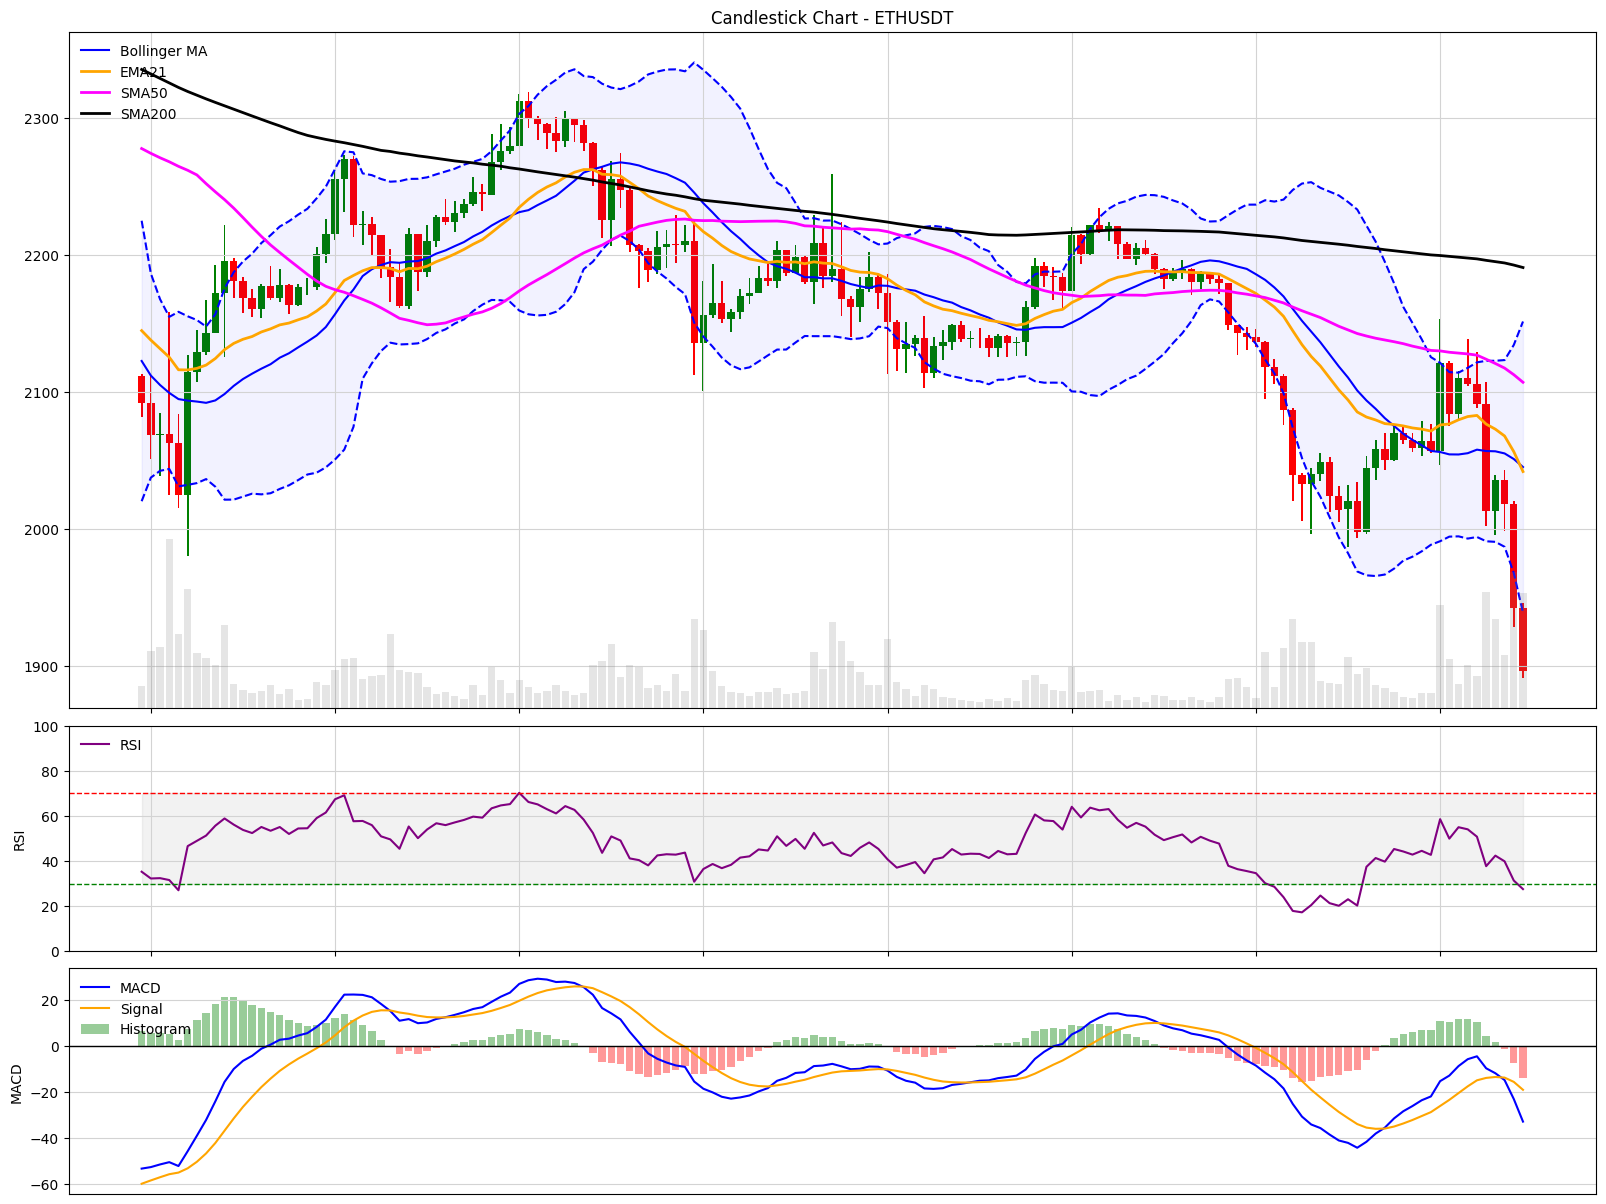 Candlestick Chart - ETHUSDT
Bollinger MA
EMA21
SMA50
SMA200
2300
2200
2100
2000
1900
RSI
100
80
60
40
20
0
RSI
MACD
Signal
Histogram
20
0
−20
−40
−60
MACD